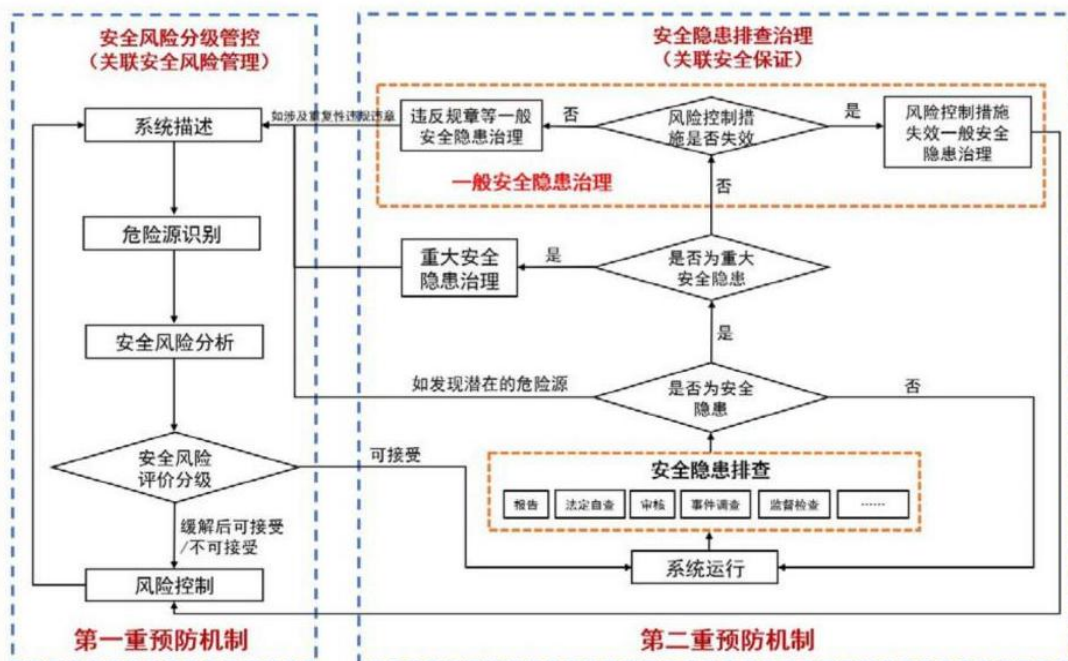 安全风险分级管控
（关联安全风险管理）
系统描述
危险源识别
安全风险分析
安全风险
评价分级
缓解后可接受
/不可接受
风险控制
第一重预防机制
安全隐患排查治理
（关联安全保证）
如涉及重复性违规违章
违反规章等一般
安全隐患治理
否
风险控制措
施是否失效
是
风险控制措施
失效一般安全
隐患治理
一般安全隐患治理
否
重大安全
隐患治理
是
是否为重大
安全隐患
是
如发现潜在的危险源
是否为安全
隐患
否
可接受
安全隐患排查
报告
法定自查
审核
事件调查
监督检查
……
系统运行
第二重预防机制